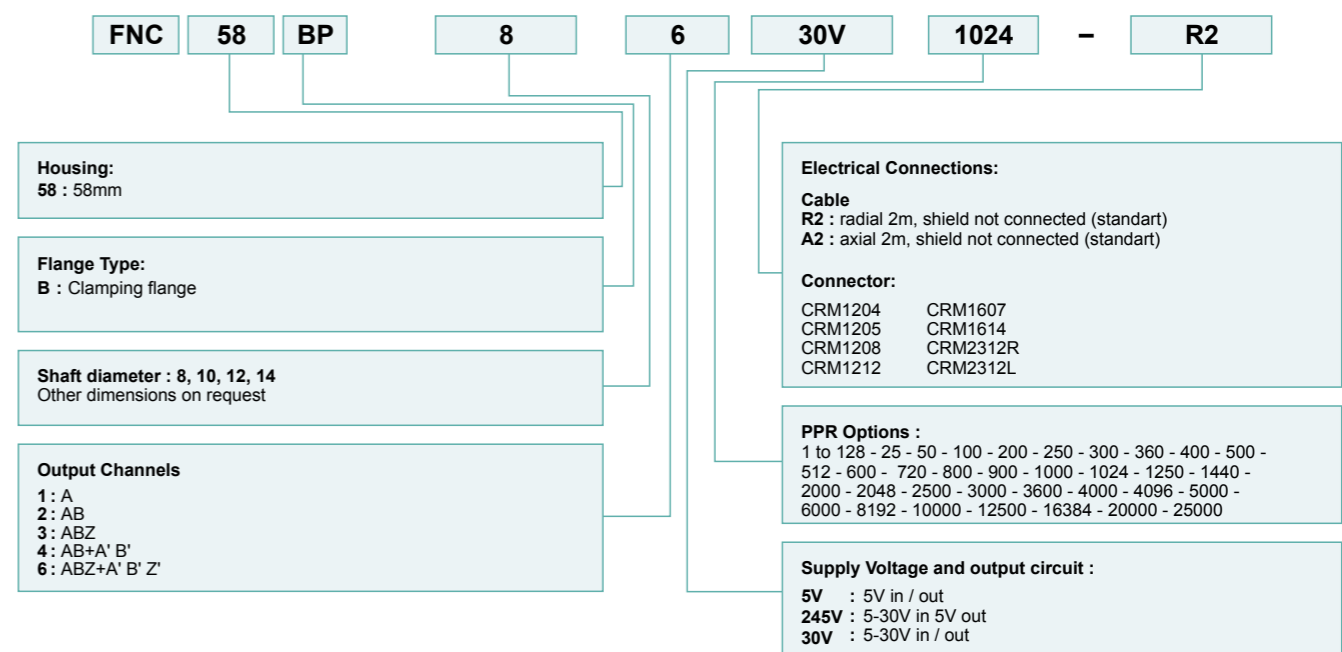 FNC 58 BP 8 6 30V 1024 – R2
Housing:
58 : 58mm
Flange Type:
B : Clamping flange
Shaft diameter : 8, 10, 12, 14
Other dimensions on request
Output Channels
1 : A
2 : AB
3 : ABZ
4 : AB+A' B'
6 : ABZ+A' B' Z'
Electrical Connections:
Cable
R2 : radial 2m, shield not connected (standart)
A2 : axial 2m, shield not connected (standart)
Connector:
CRM1204 CRM1607
CRM1205 CRM1614
CRM1208 CRM2312R
CRM1212 CRM2312L
PPR Options :
1 to 128 - 25 - 50 - 100 - 200 - 250 - 300 - 360 - 400 - 500 -
512 - 600 - 720 - 800 - 900 - 1000 - 1024 - 1250 - 1440 -
2000 - 2048 - 2500 - 3000 - 3600 - 4000 - 4096 - 5000 -
6000 - 8192 - 10000 - 12500 - 16384 - 20000 - 25000
Supply Voltage and output circuit :
5V : 5V in / out
245V : 5-30V in 5V out
30V : 5-30V in / out